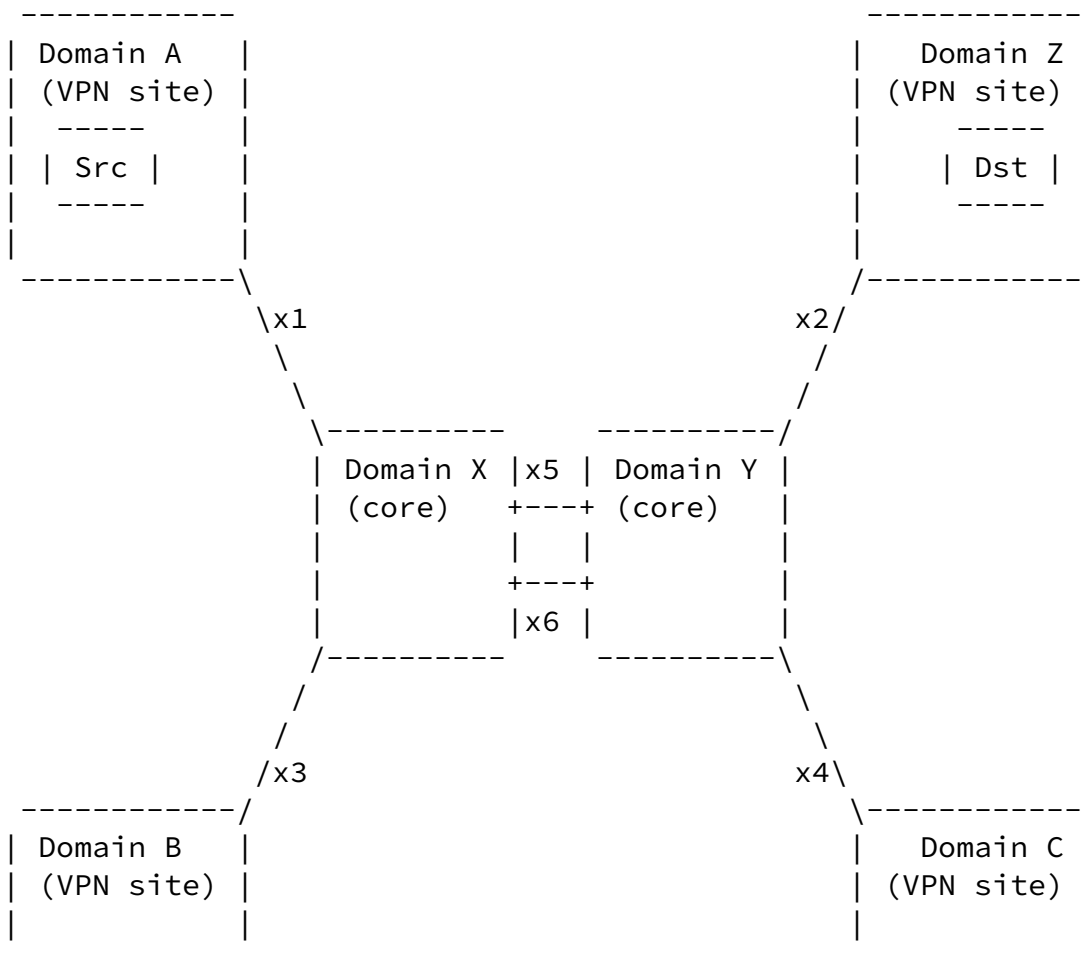 Domain A Domain Z
(VPN site) (VPN site)
Src Dst
x1 x2
Domain X x5 Domain Y
(core) (core)
x6
x3 x4
Domain B Domain C
(VPN site) (VPN site)